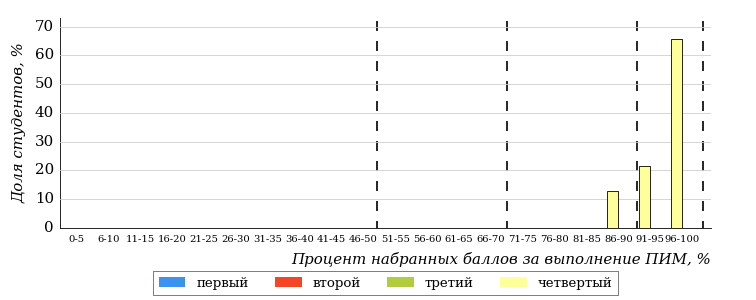 70
60
50
40
30
20
10
0
Доля студентов, %
0-5 6-10 11-15 16-20 21-25 26-30 31-35 36-40 41-45 46-50 51-55 56-60 61-65 66-70 71-75 76-80 81-85 86-90 91-95 96-100
Процент набранных баллов за выполнение ПИМ, %
первый второй третий четвертый